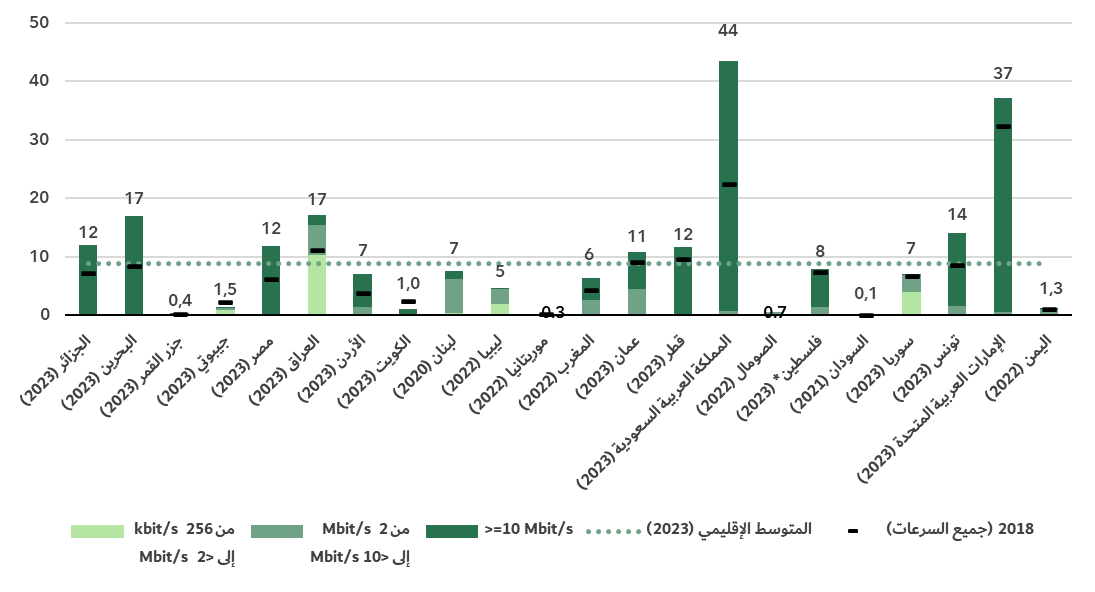 50
40
30
20
10
0
12
17
0,4
1,5
12
17
7
1,0
7
5
0.3
6
11
12
44
0.7
8
0,1
7
14
37
1,3
الجزائر (2023)
البحرين (2023)
جزر القمر (2023)
جيبوتي (2023)
مصر (2023)
العراق (2023)
الأردن (2023)
الكويت (2023)
لبنان (2020)
ليبيا (2022)
موريتانيا (2022)
المغرب (2022)
عمان (2023)
قطر (2023)
المملكة العربية السعودية (2023)
الصومال (2022)
فلسطين* (2023)
السودان (2021)
سوريا (2023)
تونس (2023)
الإمارات العربية المتحدة (2023)
اليمن (2022)
من 256 kbit/s
إلى <2 Mbit/s
من 2 Mbit/s
إلى <10 Mbit/s
>=10 Mbit/s
المتوسط الإقليمي (2023)
2018 (جميع السرعات)